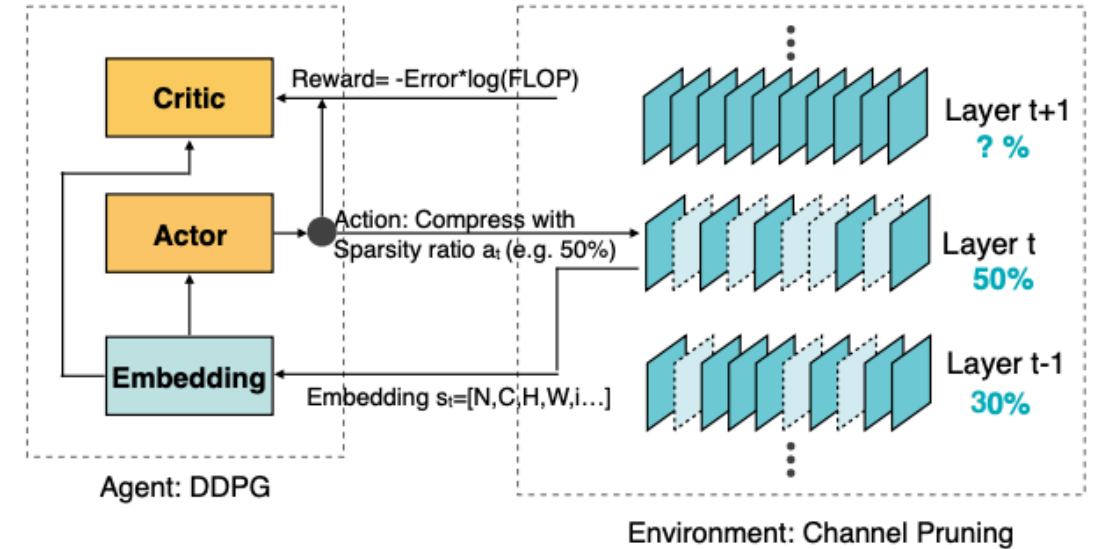 Reward= -Error*log(FLOP)
Critic
Layer t+1
? %
Actor
Action: Compress with
Sparsity ratio aₜ (e.g. 50%)
Layer t
50%
Embedding
Embedding sₜ=[N,C,H,W,i...]
Layer t-1
30%
Agent: DDPG
Environment: Channel Pruning